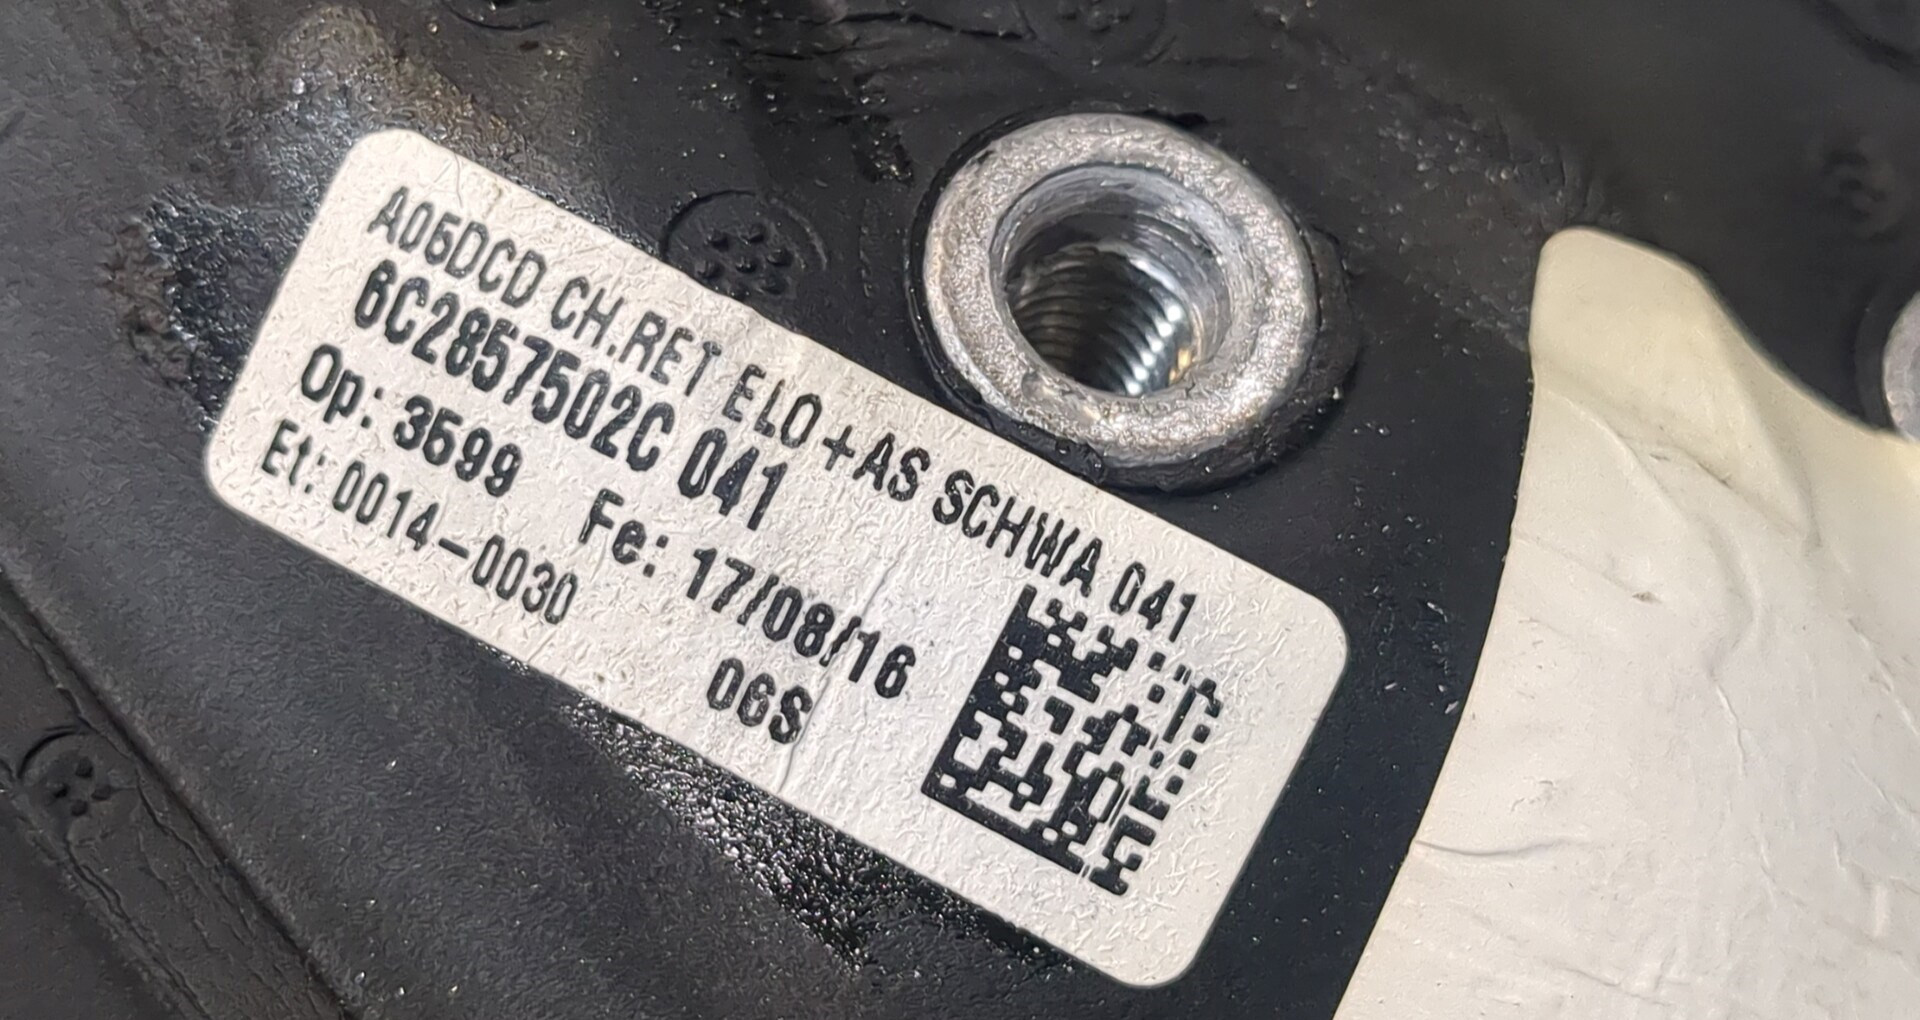 A05DCD CH.RET ELO+AS SCHWA 041
6C2857502C 041
Op: 3599 Fe: 17/08/16
Et: 0014-0030 06S